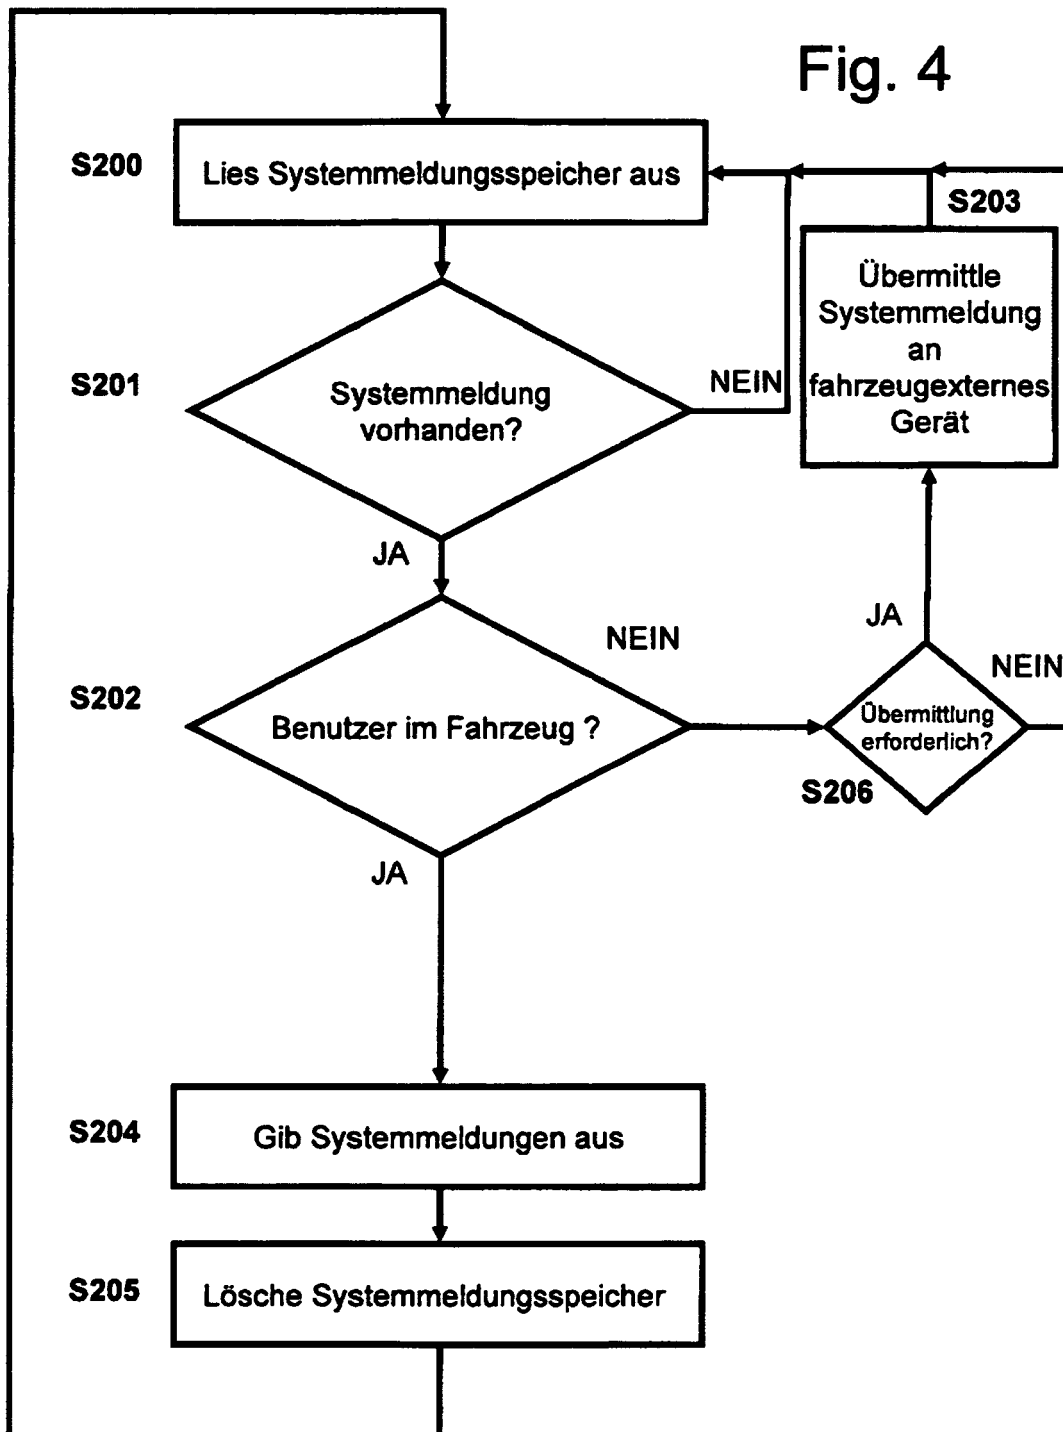 Fig. 4
S200
Lies Systemmeldungsspeicher aus
S203
Übermittle
Systemmeldung
an
fahrzeugexternes
Gerät
S201
Systemmeldung
vorhanden?
NEIN
JA
S202
Benutzer im Fahrzeug ?
NEIN
JA
NEIN
Übermittlung
erforderlich?
S206
JA
S204
Gib Systemmeldungen aus
S205
Lösche Systemmeldungsspeicher